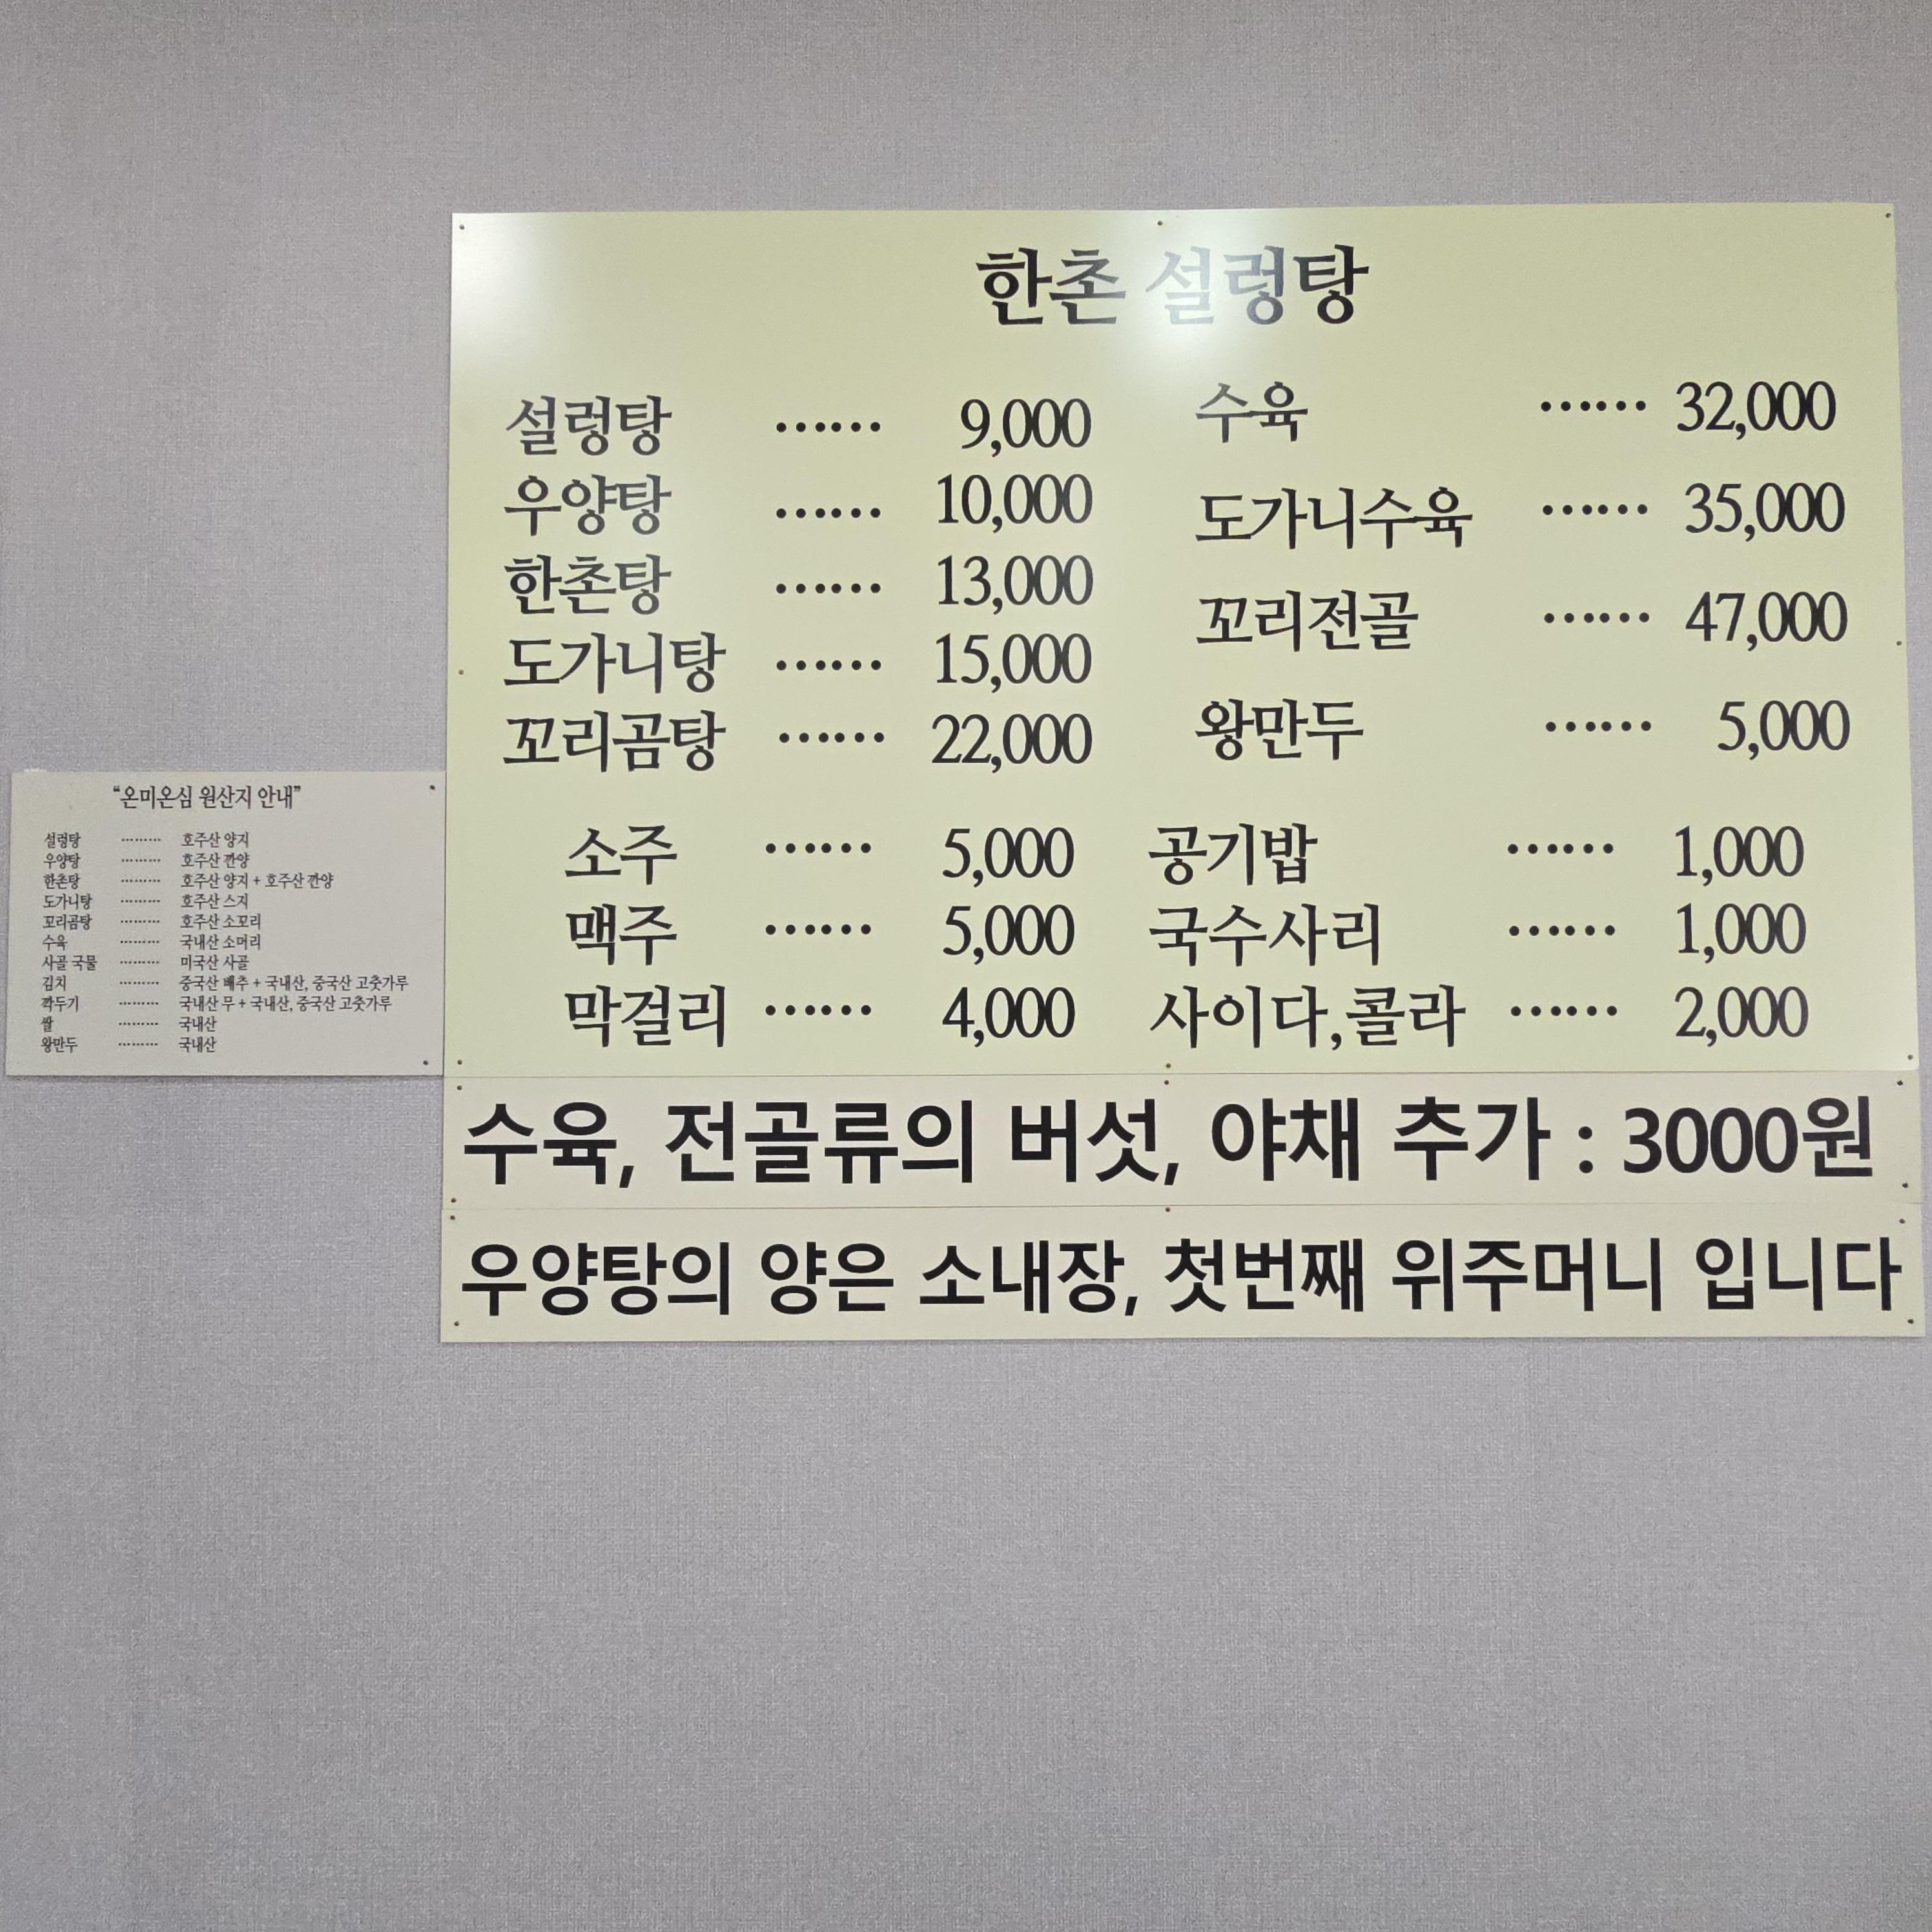 한촌 설렁탕
설렁탕 ...... 9,000
우양탕 ...... 10,000
한촌탕 ...... 13,000
도가니탕 ...... 15,000
꼬리곰탕 ...... 22,000
수육 ...... 32,000
도가니수육 ...... 35,000
꼬리전골 ...... 47,000
왕만두 ...... 5,000
소주 ...... 5,000
맥주 ...... 5,000
막걸리 ...... 4,000
공기밥 ...... 1,000
국수사리 ...... 1,000
사이다,콜라 ...... 2,000
수육, 전골류의 버섯, 야채 추가 : 3000원
우양탕의 양은 소내장, 첫번째 위주머니 입니다
“온미온심 원산지 안내”
설렁탕 ......... 호주산 양지
우양탕 ......... 호주산 깐양
한촌탕 ......... 호주산 양지 + 호주산 깐양
도가니탕 ......... 호주산 스지
꼬리곰탕 ......... 호주산 소꼬리
수육 ......... 국내산 소머리
사골 국물 ......... 미국산 사골
김치 ......... 중국산 배추 + 국내산, 중국산 고춧가루
깍두기 ......... 국내산 무 + 국내산, 중국산 고춧가루
쌀 ......... 국내산
왕만두 ......... 국내산